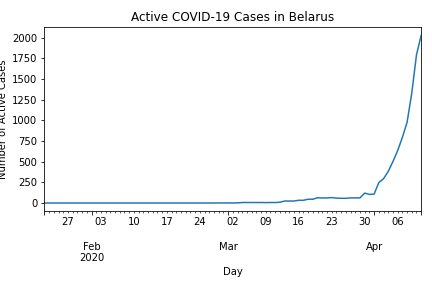 Active COVID-19 Cases in Belarus
Number of Active Cases
2000
1750
1500
1250
1000
750
500
250
0
27 03 10 17 24 02 09 16 23 30 06
Feb Mar Apr
2020
Day